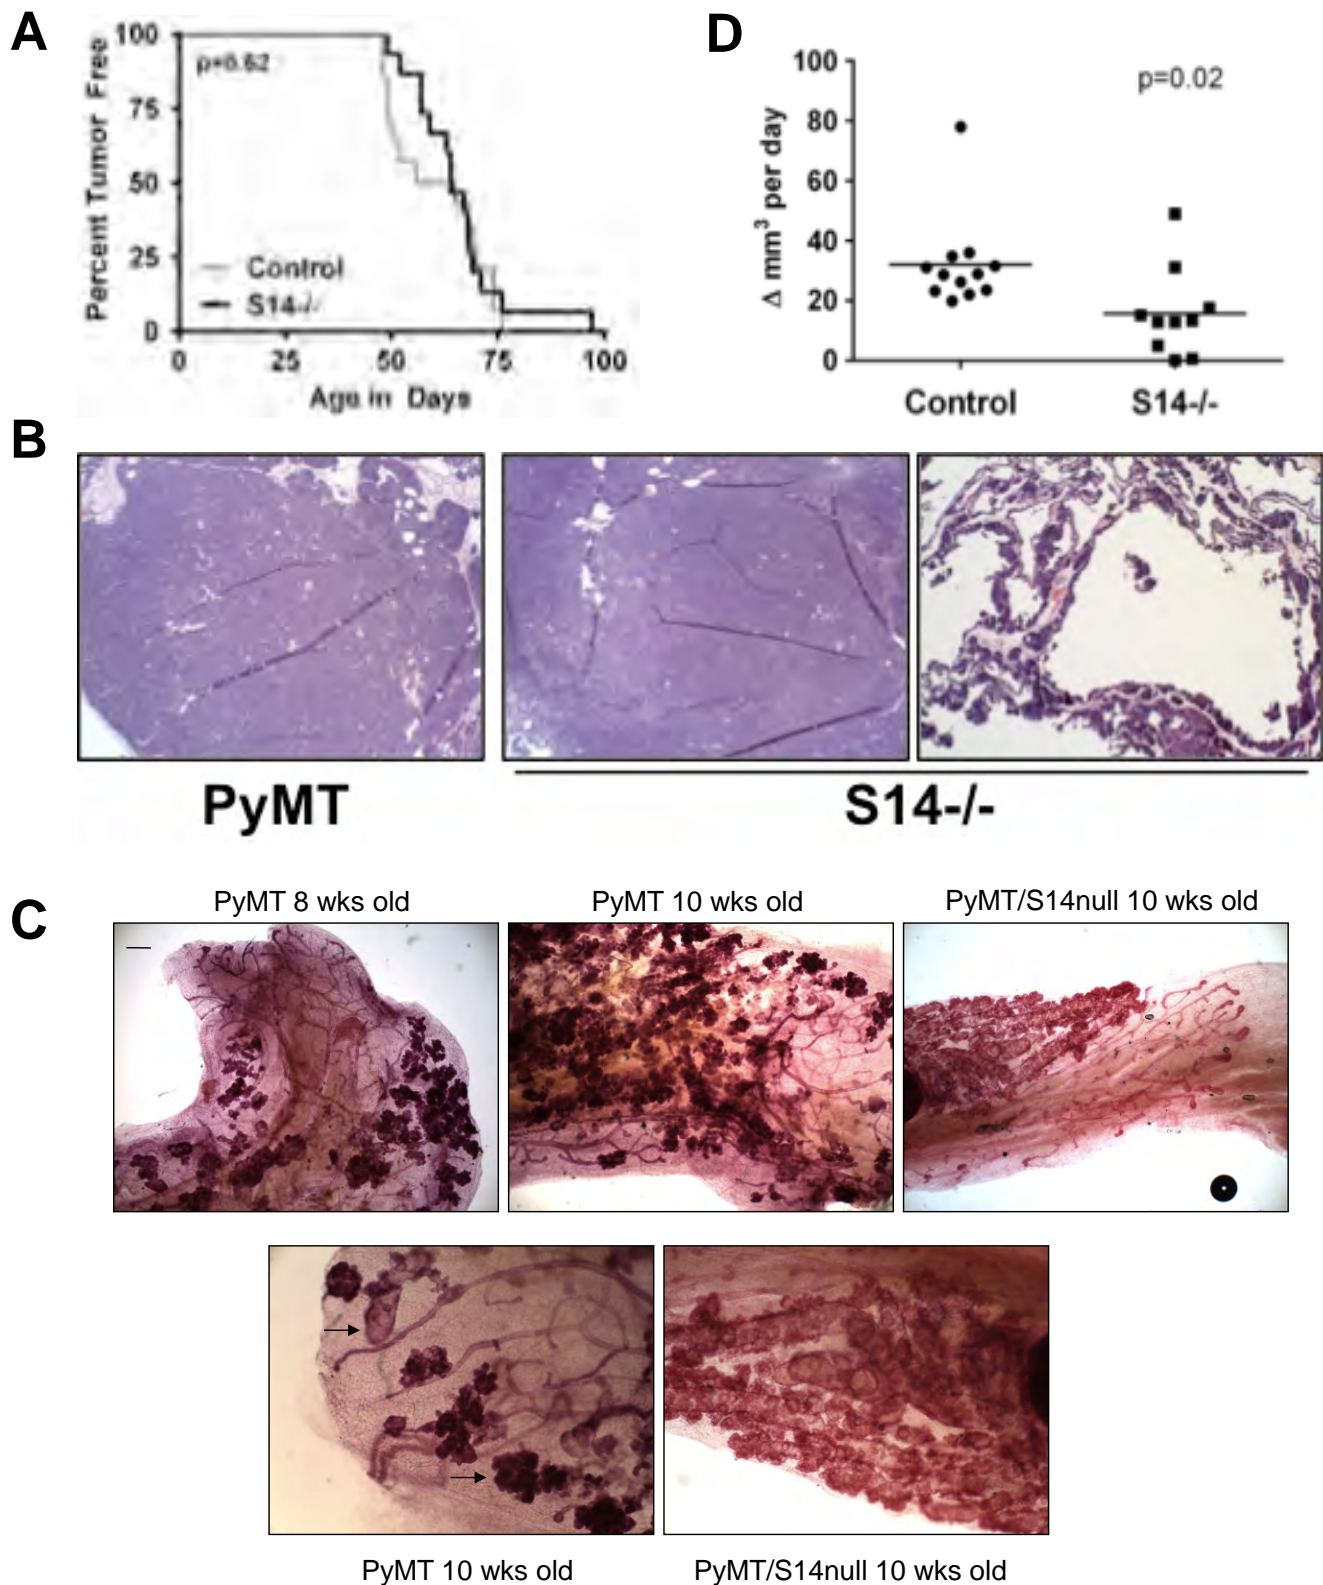 A
Percent Tumor Free
100
75
50
25
0
p=0.62
Control
S14-/-
0 25 50 75 100
Age in Days
D
Δ mm³ per day
100
80
60
40
20
0
p=0.02
Control S14-/-
B
PyMT S14-/-
C
PyMT 8 wks old PyMT 10 wks old PyMT/S14null 10 wks old
PyMT 10 wks old PyMT/S14null 10 wks old